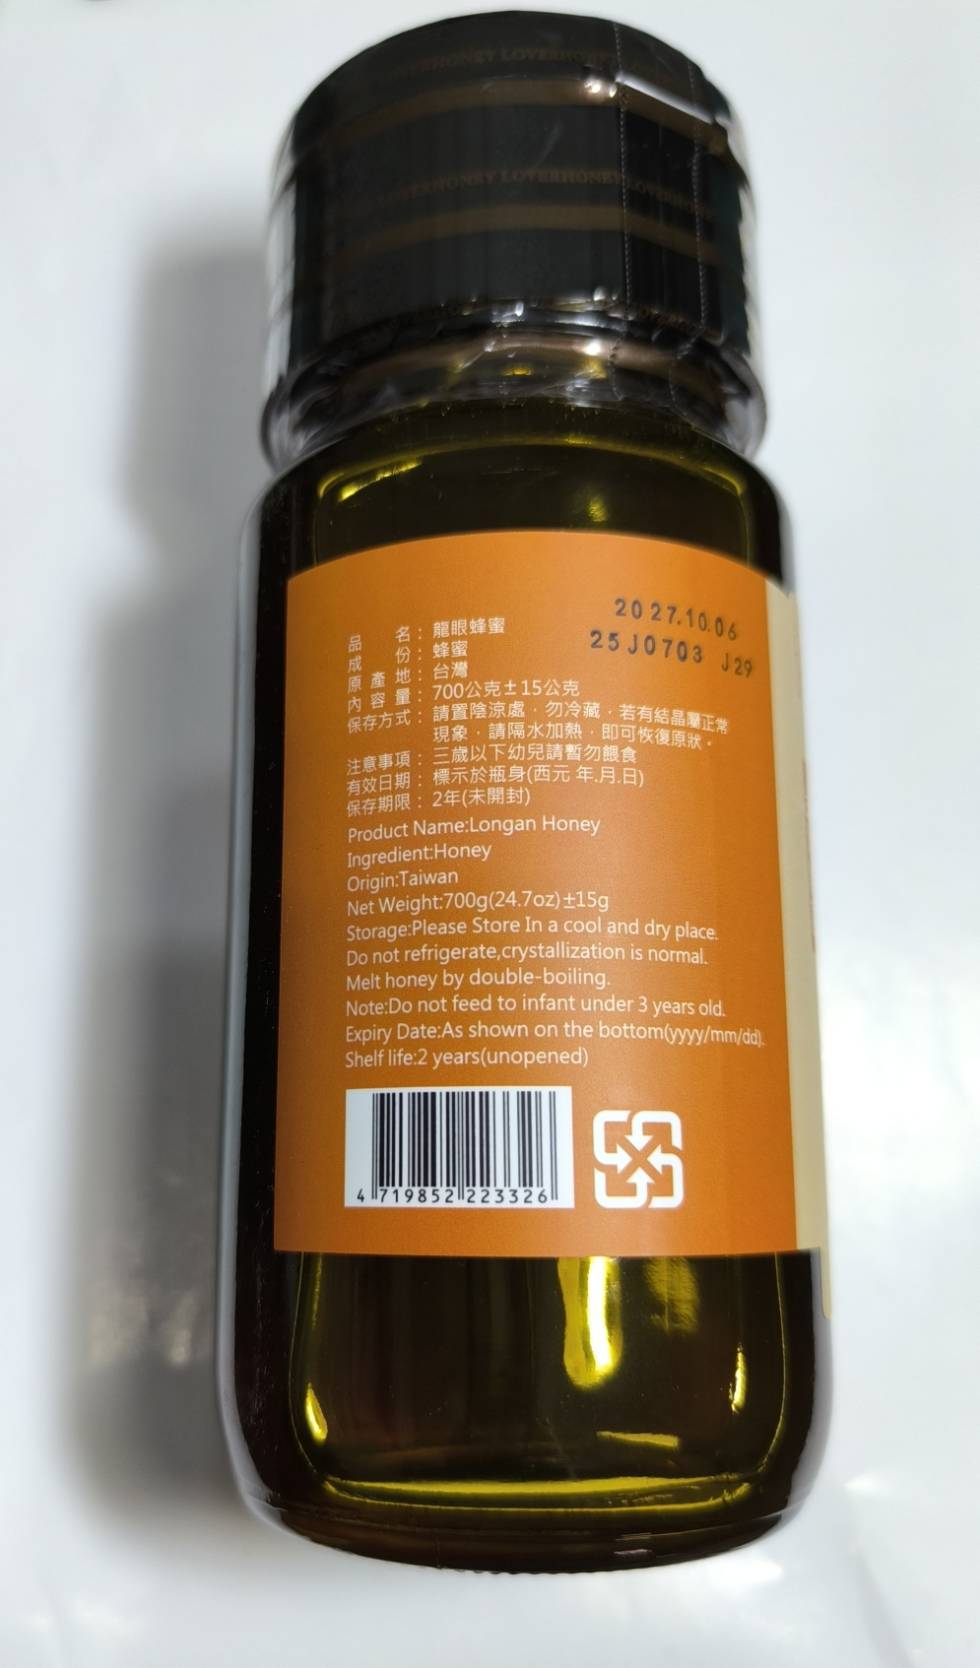 LOVERHONEY LOVERHONEY
LOVERHONEY LOVERHONEY LOVERHONEY
2027.10.06
25J0703 J29
品名：龍眼蜂蜜
成份：蜂蜜
原產地：台灣
內容量：700公克±15公克
保存方式：請置陰涼處，勿冷藏，若有結晶屬正常
現象，請隔水加熱，即可恢復原狀。
注意事項：三歲以下幼兒請暫勿餵食
有效日期：標示於瓶身(西元 年.月.日)
保存期限：2年(未開封)
Product Name:Longan Honey
Ingredient:Honey
Origin:Taiwan
Net Weight:700g(24.7oz)±15g
Storage:Please Store In a cool and dry place.
Do not refrigerate,crystallization is normal.
Melt honey by double-boiling.
Note:Do not feed to infant under 3 years old.
Expiry Date:As shown on the bottom(yyyy/mm/dd).
Shelf life:2 years(unopened)
4 719852 223326